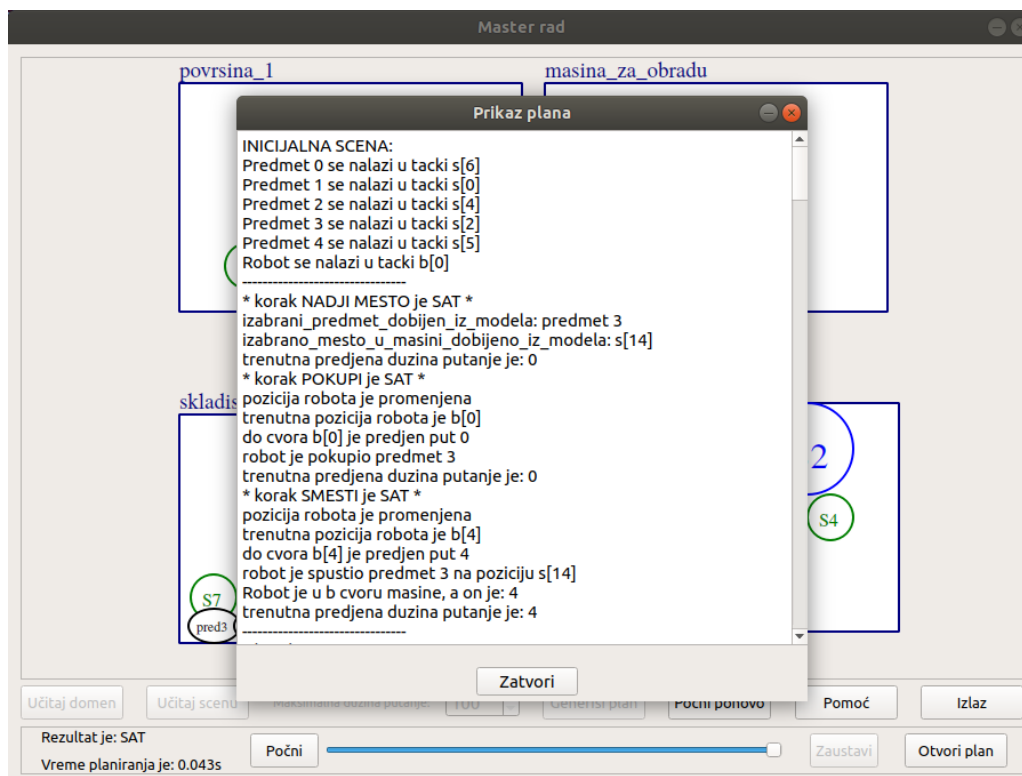 Master rad
povrsina_1
masina_za_obradu
Prikaz plana
INICIJALNA SCENA:
Predmet 0 se nalazi u tacki s[6]
Predmet 1 se nalazi u tacki s[0]
Predmet 2 se nalazi u tacki s[4]
Predmet 3 se nalazi u tacki s[2]
Predmet 4 se nalazi u tacki s[5]
Robot se nalazi u tacki b[0]
--------------------------------
* korak NADJI MESTO je SAT *
izabrani_predmet_dobijen_iz_modela: predmet 3
izabrano_mesto_u_masini_dobijeno_iz_modela: s[14]
trenutna predjena duzina putanje je: 0
* korak POKUPI je SAT *
pozicija robota je promenjena
trenutna pozicija robota je b[0]
do cvora b[0] je predjen put 0
robot je pokupio predmet 3
trenutna predjena duzina putanje je: 0
* korak SMESTI je SAT *
pozicija robota je promenjena
trenutna pozicija robota je b[4]
do cvora b[4] je predjen put 4
robot je spustio predmet 3 na poziciju s[14]
Robot je u b cvoru masine, a on je: 4
trenutna predjena duzina putanje je: 4
--------------------------------
skladis
2
S4
S7
pred3
Zatvori
Učitaj domen
Učitaj scenu
Maksimalna duzina putanje:
100
Generisi plan
Počni ponovo
Pomoć
Izlaz
Rezultat je: SAT
Vreme planiranja je: 0.043s
Počni
Zaustavi
Otvori plan